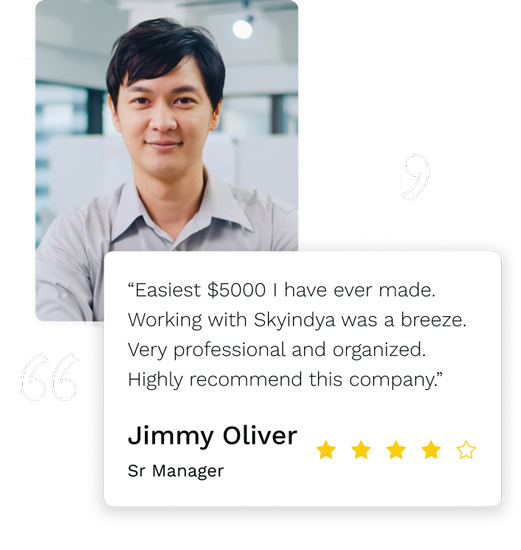 “Easiest $5000 I have ever made.
Working with Skyindya was a breeze.
Very professional and organized.
Highly recommend this company.”
Jimmy Oliver
Sr Manager